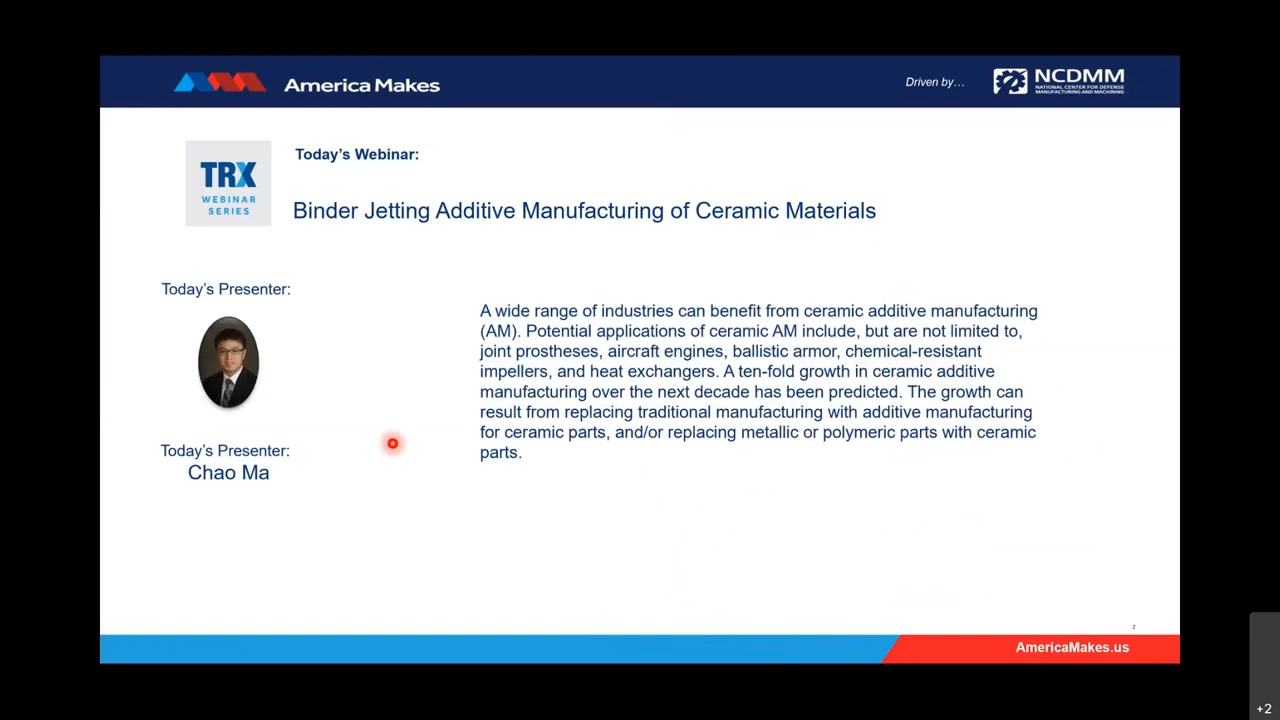 America Makes
Driven by...
NCDMM
NATIONAL CENTER FOR DEFENSE
MANUFACTURING AND MACHINING
TRX
WEBINAR
SERIES
Today's Webinar:
Binder Jetting Additive Manufacturing of Ceramic Materials
Today's Presenter:
Today's Presenter:
Chao Ma
A wide range of industries can benefit from ceramic additive manufacturing
(AM). Potential applications of ceramic AM include, but are not limited to,
joint prostheses, aircraft engines, ballistic armor, chemical-resistant
impellers, and heat exchangers. A ten-fold growth in ceramic additive
manufacturing over the next decade has been predicted. The growth can
result from replacing traditional manufacturing with additive manufacturing
for ceramic parts, and/or replacing metallic or polymeric parts with ceramic
parts.
2
AmericaMakes.us
+2